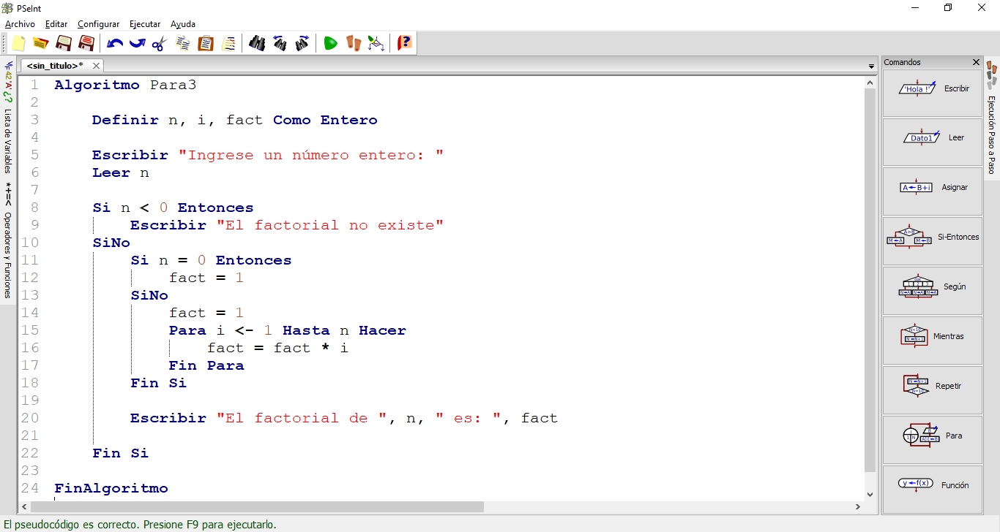 PSeInt
Archivo Editar Configurar Ejecutar Ayuda
<sin_titulo>*
Comandos
Lista de Variables
*+=< Operadores y Funciones
Ejecución Paso a Paso
1 Algoritmo Para3
2
3 Definir n, i, fact Como Entero
4
5 Escribir "Ingrese un número entero: "
6 Leer n
7
8 Si n < 0 Entonces
9 Escribir "El factorial no existe"
10 SiNo
11 Si n = 0 Entonces
12 fact = 1
13 SiNo
14 fact = 1
15 Para i <- 1 Hasta n Hacer
16 fact = fact * i
17 Fin Para
18 Fin Si
19
20 Escribir "El factorial de ", n, " es: ", fact
21
22 Fin Si
23
24 FinAlgoritmo
'Hola !' Escribir
Dato1 Leer
A←B+i Asignar
A>B M←A M←B Si-Entonces
Según
Mientras
Repetir
Para
y←f(x) Función
El pseudocódigo es correcto. Presione F9 para ejecutarlo.